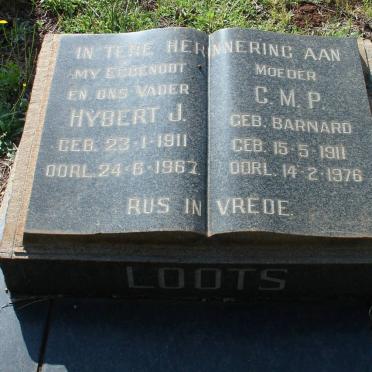 IN TERE HERINNERING AAN
MY EGGENOOT
EN ONS VADER
HYBERT J.
GEB. 23-1-1911
OORL. 24-6-1967
MOEDER
C. M. P.
GEB. BARNARD
GEB. 15-5-1911
OORL. 14-2-1976
RUS IN VREDE.
LOOTS